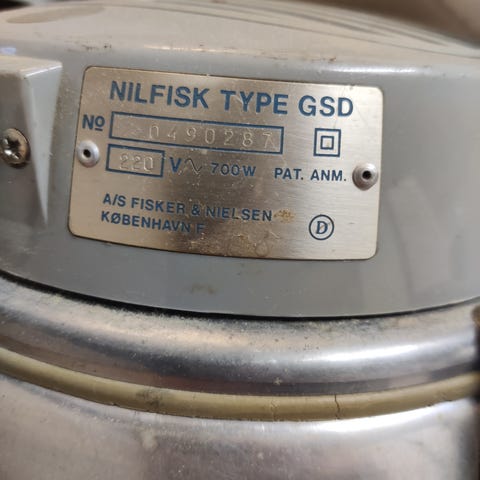 NILFISK TYPE GSD
No 0490287
220 V~ 700W PAT. ANM.
A/S FISKER & NIELSEN
KØBENHAVN F.
D